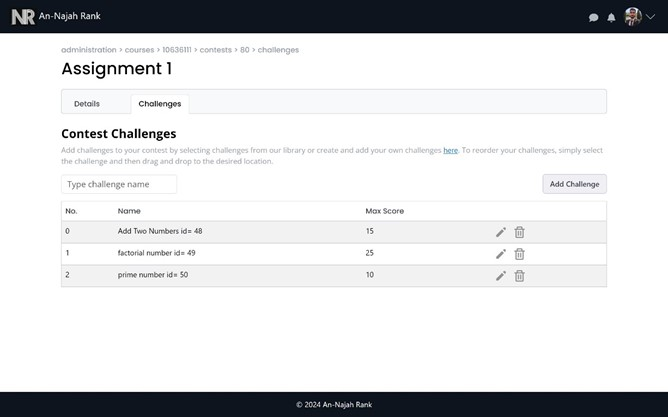 NR An-Najah Rank
administration > courses > 10636111 > contests > 80 > challenges
Assignment 1
Details Challenges
Contest Challenges
Add challenges to your contest by selecting challenges from our library or create and add your own challenges here. To reorder your challenges, simply select
the challenge and then drag and drop to the desired location.
Type challenge name Add Challenge
No. Name Max Score
0 Add Two Numbers id= 48 15
1 factorial number id= 49 25
2 prime number id= 50 10
© 2024 An-Najah Rank